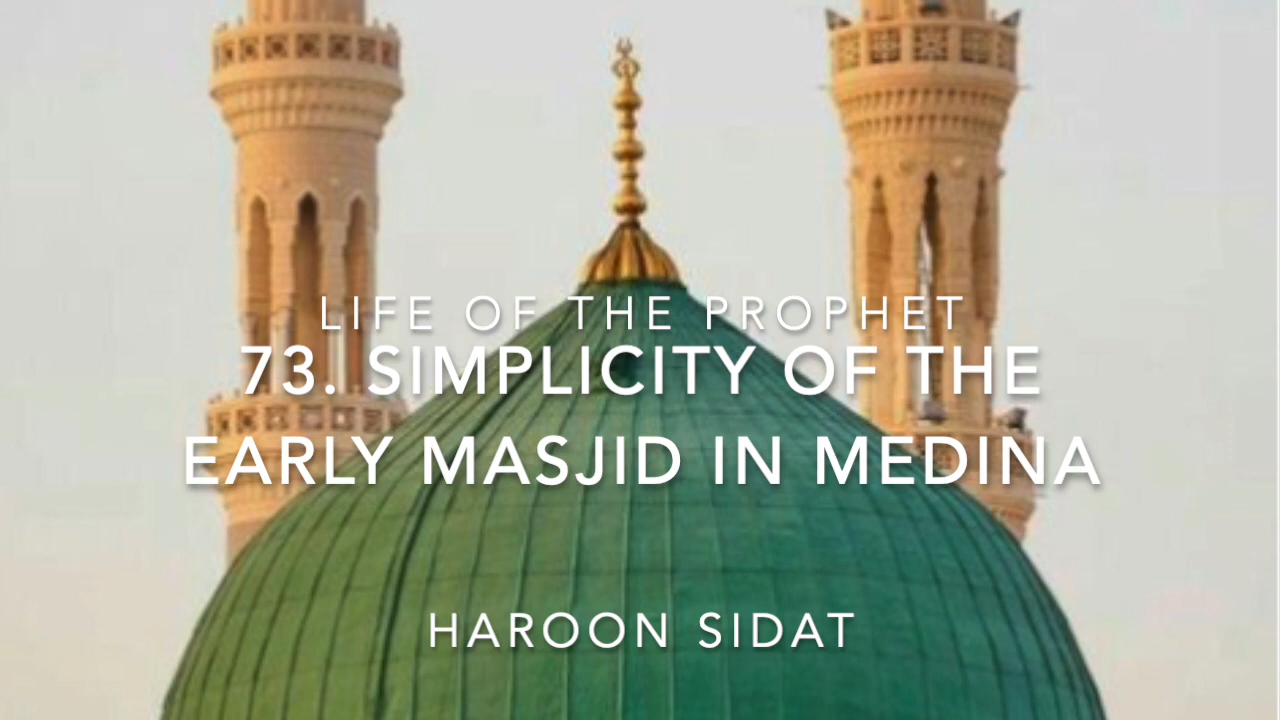 LIFE OF THE PROPHET
73. SIMPLICITY OF THE
EARLY MASJID IN MEDINA
HAROON SIDAT